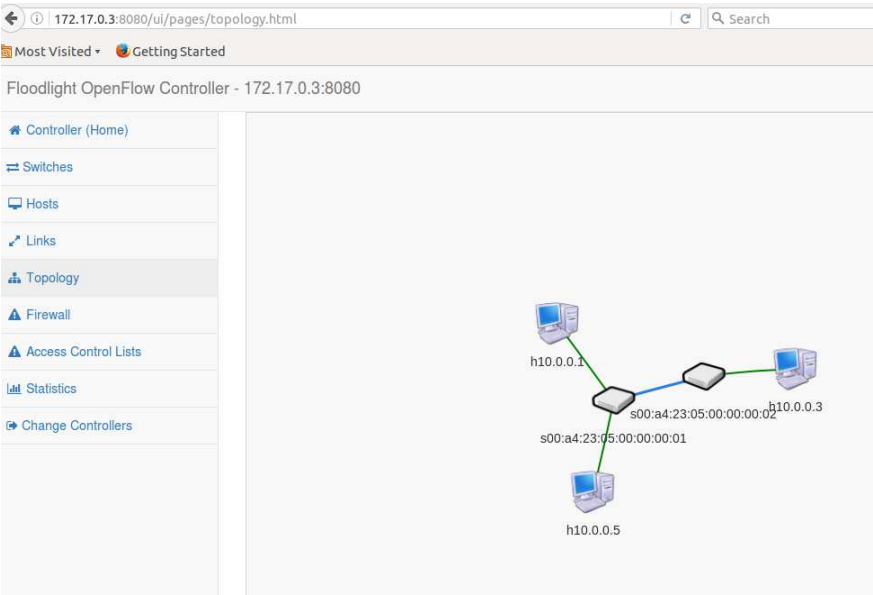 172.17.0.3:8080/ui/pages/topology.html
Search
Most Visited
Getting Started
Floodlight OpenFlow Controller - 172.17.0.3:8080
Controller (Home)
Switches
Hosts
Links
Topology
Firewall
Access Control Lists
Statistics
Change Controllers
h10.0.0.1
h10.0.0.3
s00:a4:23:05:00:00:00:02
s00:a4:23:05:00:00:00:01
h10.0.0.5